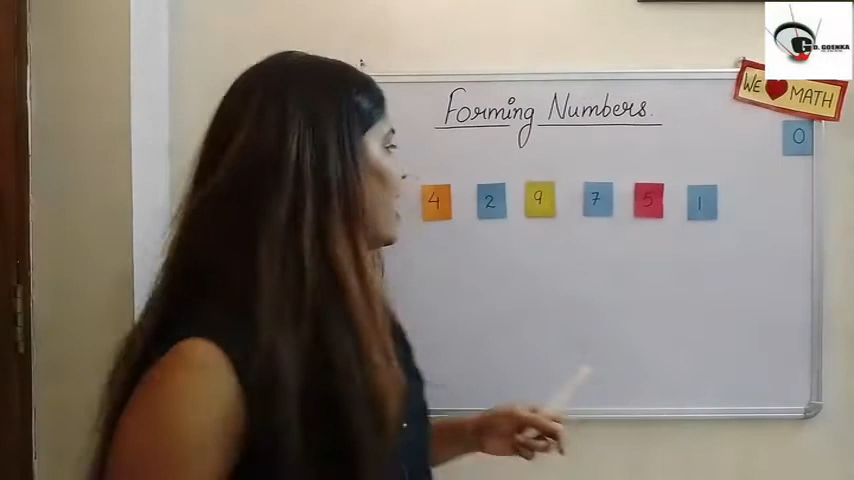 G D. GOENKA
WE MATH
Forming Numbers.
0
4 2 9 7 5 1